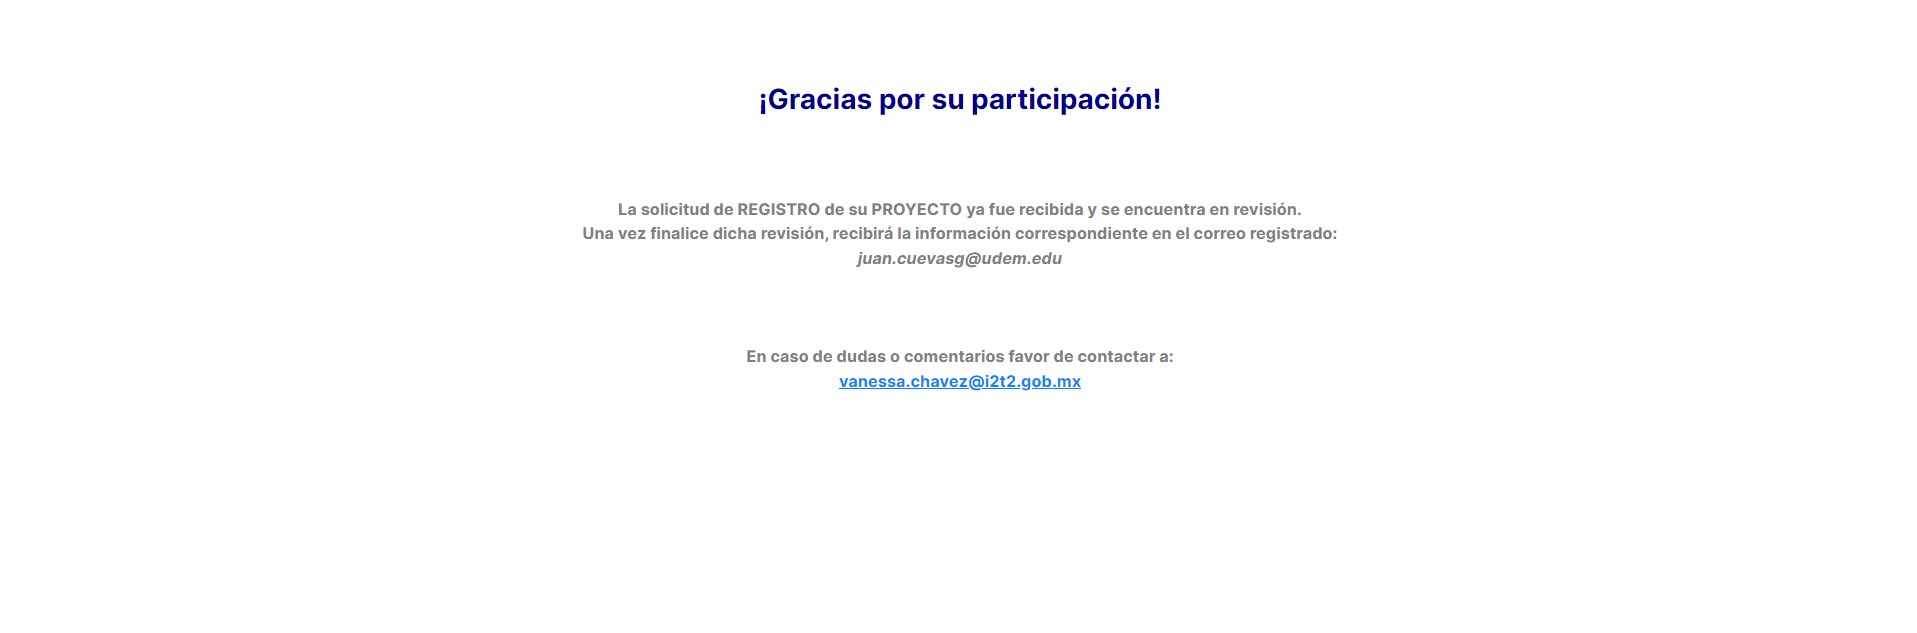 ¡Gracias por su participación!
La solicitud de REGISTRO de su PROYECTO ya fue recibida y se encuentra en revisión.
Una vez finalice dicha revisión, recibirá la información correspondiente en el correo registrado:
juan.cuevasg@udem.edu
En caso de dudas o comentarios favor de contactar a:
vanessa.chavez@i2t2.gob.mx